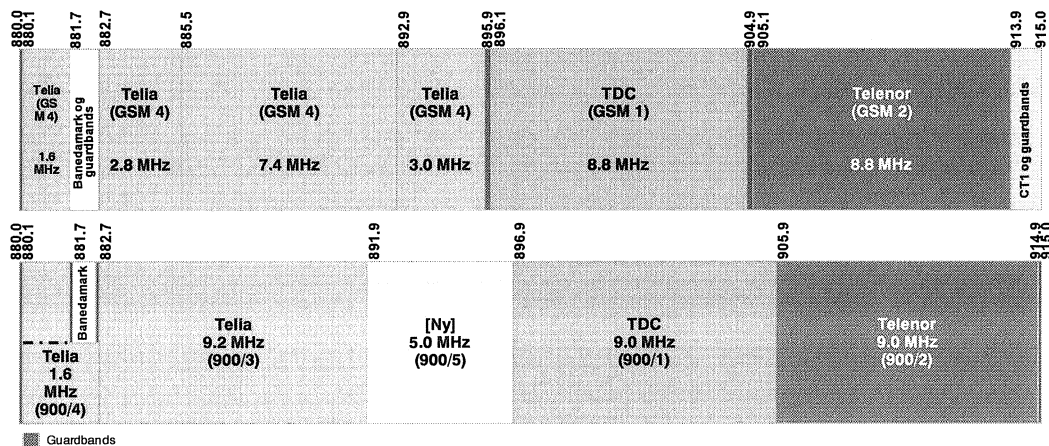 880.0
880.1
881.7
882.7
885.5
892.9
895.9
896.1
904.9
905.1
913.9
915.0
Telia
(GS
M 4)
1.6
MHz
Banedamark og
guardbands
Telia
(GSM 4)
2.8 MHz
Telia
(GSM 4)
7.4 MHz
Telia
(GSM 4)
3.0 MHz
TDC
(GSM 1)
8.8 MHz
Telenor
(GSM 2)
8.8 MHz
CT1 og guardbands
880.0
880.1
881.7
882.7
891.9
896.9
905.9
914.9
915.0
Telia
1.6
MHz
(900/4)
Banedamark
Telia
9.2 MHz
(900/3)
[Ny]
5.0 MHz
(900/5)
TDC
9.0 MHz
(900/1)
Telenor
9.0 MHz
(900/2)
Guardbands